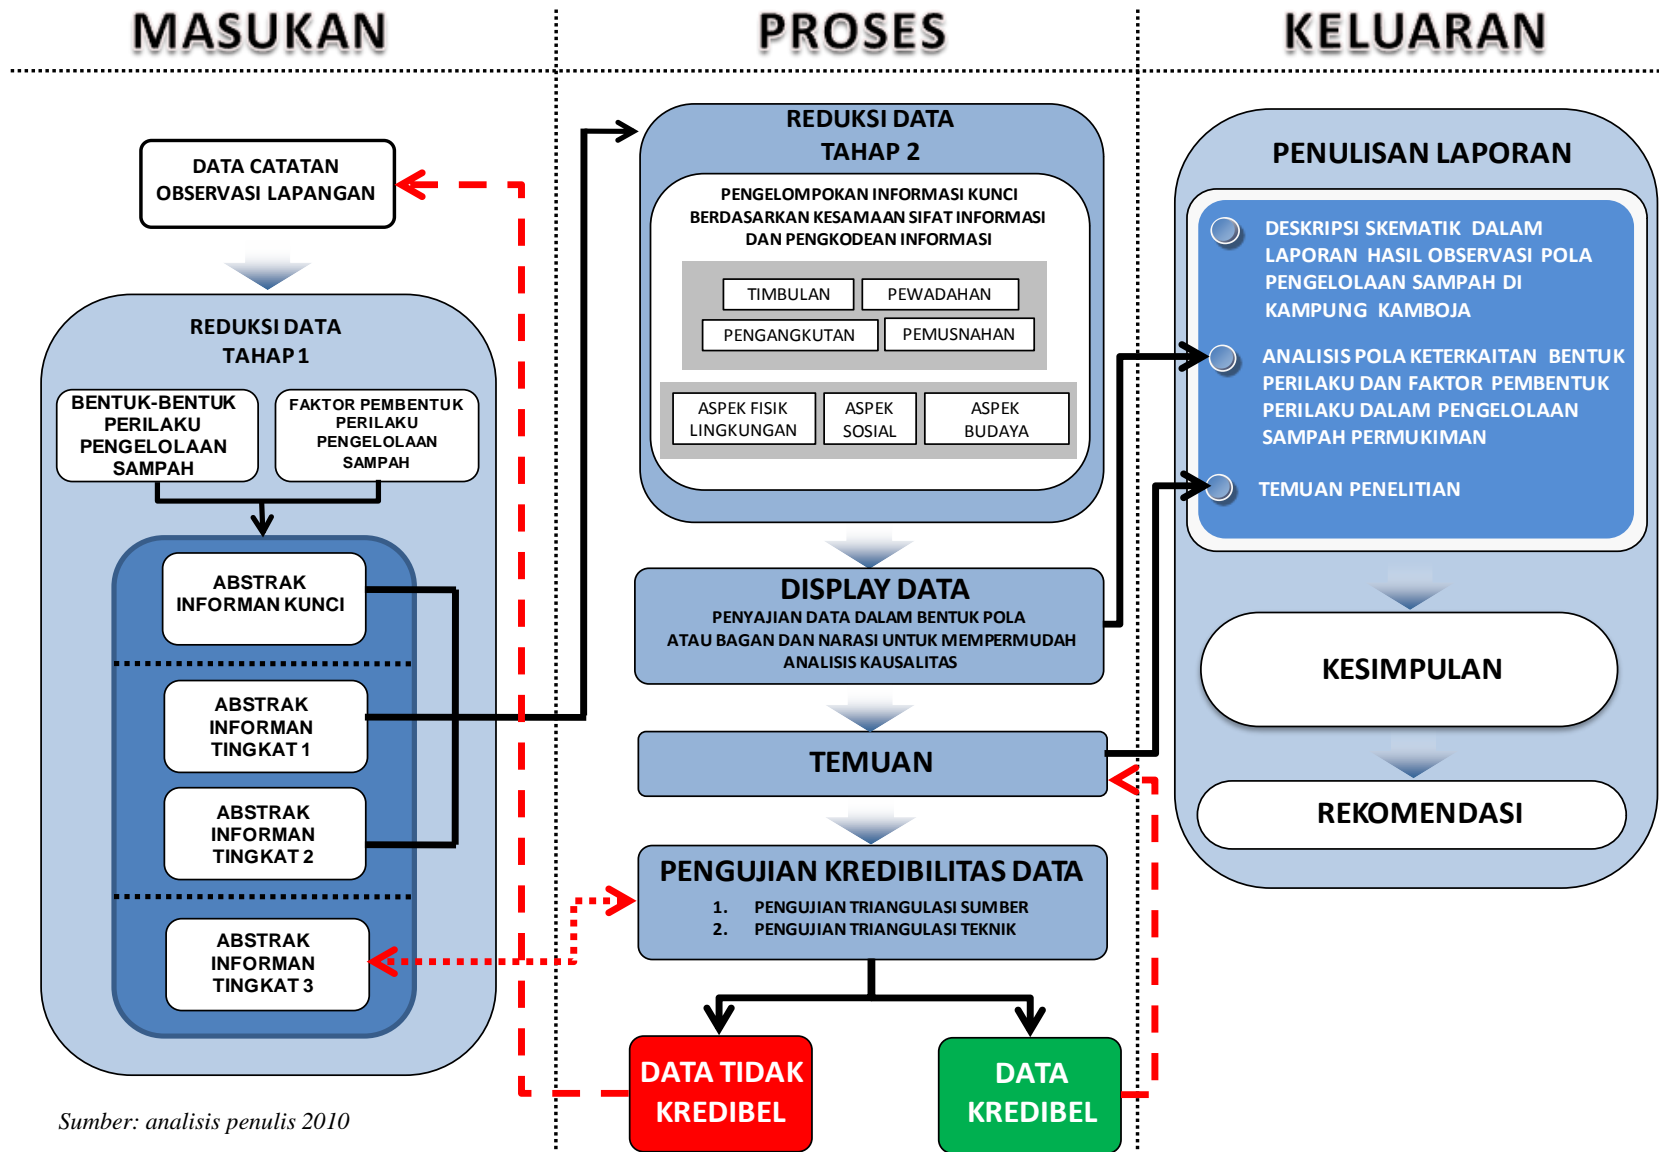 MASUKAN
PROSES
KELUARAN
DATA CATATAN
OBSERVASI LAPANGAN
REDUKSI DATA
TAHAP 1
BENTUK-BENTUK
PERILAKU
PENGELOLAAN
SAMPAH
FAKTOR PEMBENTUK
PERILAKU
PENGELOLAAN
SAMPAH
ABSTRAK
INFORMAN KUNCI
ABSTRAK
INFORMAN
TINGKAT 1
ABSTRAK
INFORMAN
TINGKAT 2
ABSTRAK
INFORMAN
TINGKAT 3
Sumber: analisis penulis 2010
REDUKSI DATA
TAHAP 2
PENGELOMPOKAN INFORMASI KUNCI
BERDASARKAN KESAMAAN SIFAT INFORMASI
DAN PENGKODEAN INFORMASI
TIMBULAN
PEWADAHAN
PENGANGKUTAN
PEMUSNAHAN
ASPEK FISIK
LINGKUNGAN
ASPEK
SOSIAL
ASPEK
BUDAYA
DISPLAY DATA
PENYAJIAN DATA DALAM BENTUK POLA
ATAU BAGAN DAN NARASI UNTUK MEMPERMUDAH
ANALISIS KAUSALITAS
TEMUAN
PENGUJIAN KREDIBILITAS DATA
1. PENGUJIAN TRIANGULASI SUMBER
2. PENGUJIAN TRIANGULASI TEKNIK
DATA TIDAK
KREDIBEL
DATA
KREDIBEL
PENULISAN LAPORAN
DESKRIPSI SKEMATIK DALAM
LAPORAN HASIL OBSERVASI POLA
PENGELOLAAN SAMPAH DI
KAMPUNG KAMBOJA
ANALISIS POLA KETERKAITAN BENTUK
PERILAKU DAN FAKTOR PEMBENTUK
PERILAKU DALAM PENGELOLAAN
SAMPAH PERMUKIMAN
TEMUAN PENELITIAN
KESIMPULAN
REKOMENDASI